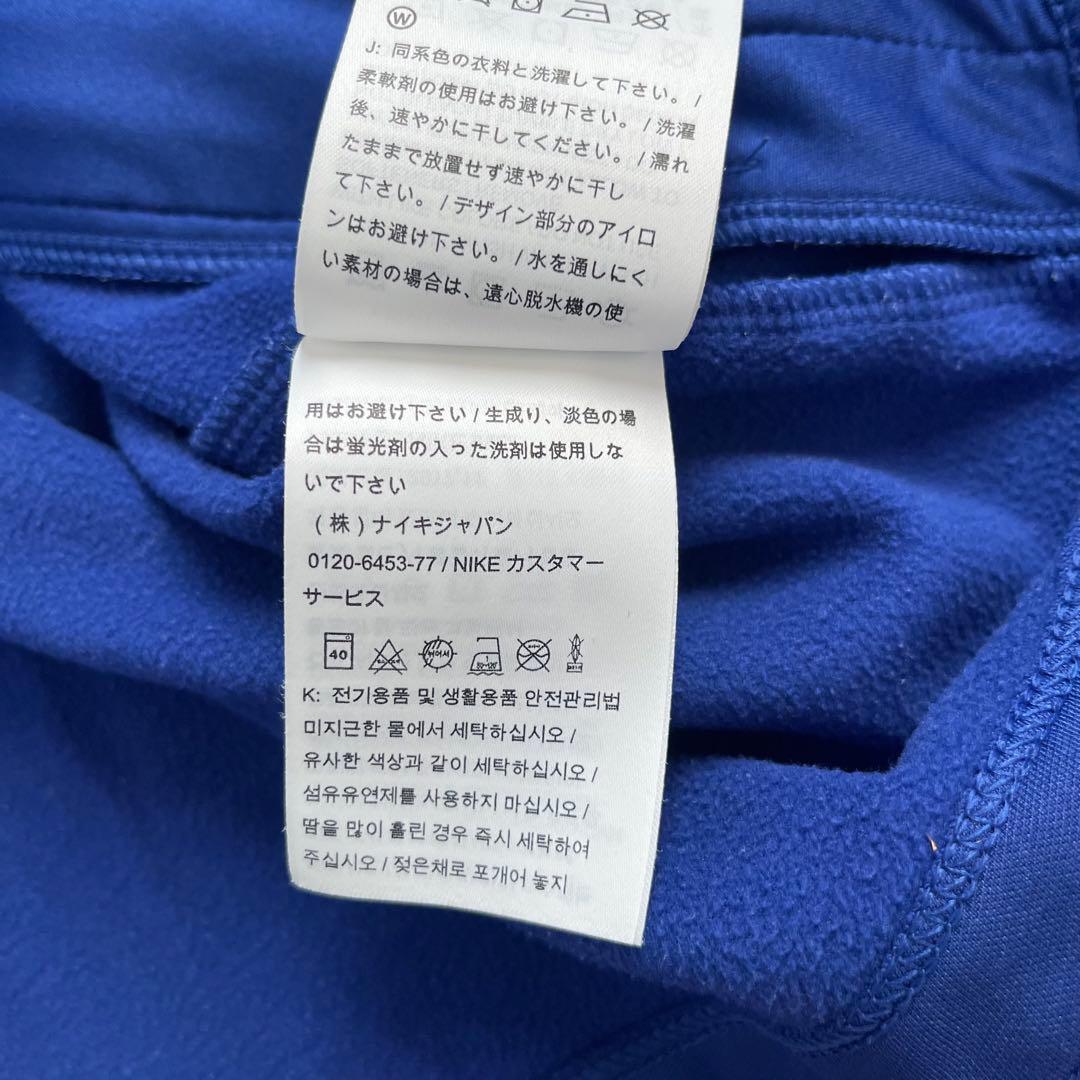 W
J: 同系色の衣料と洗濯して下さい。 /
柔軟剤の使用はお避け下さい。 / 洗濯
後、速やかに干してください。 / 濡れ
たままで放置せず速やかに干し
て下さい。 / デザイン部分のアイロ
ンはお避け下さい。 / 水を通しにく
い素材の場合は、遠心脱水機の使
用はお避け下さい / 生成り、淡色の場
合は蛍光剤の入った洗剤は使用しな
いで下さい
(株) ナイキジャパン
0120-6453-77 / NIKE カスタマー
サービス
40
K: 전기용품 및 생활용품 안전관리법
미지근한 물에서 세탁하십시오 /
유사한 색상과 같이 세탁하십시오 /
섬유유연제를 사용하지 마십시오 /
땀을 많이 흘린 경우 즉시 세탁하여
주십시오 / 젖은채로 포개어 놓지